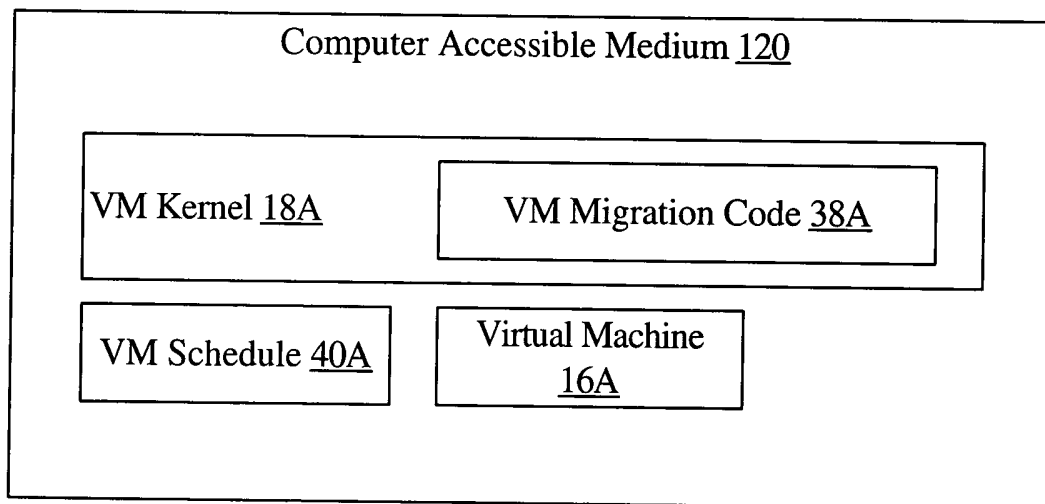 Computer Accessible Medium 120
VM Kernel 18A
VM Migration Code 38A
VM Schedule 40A
Virtual Machine
16A